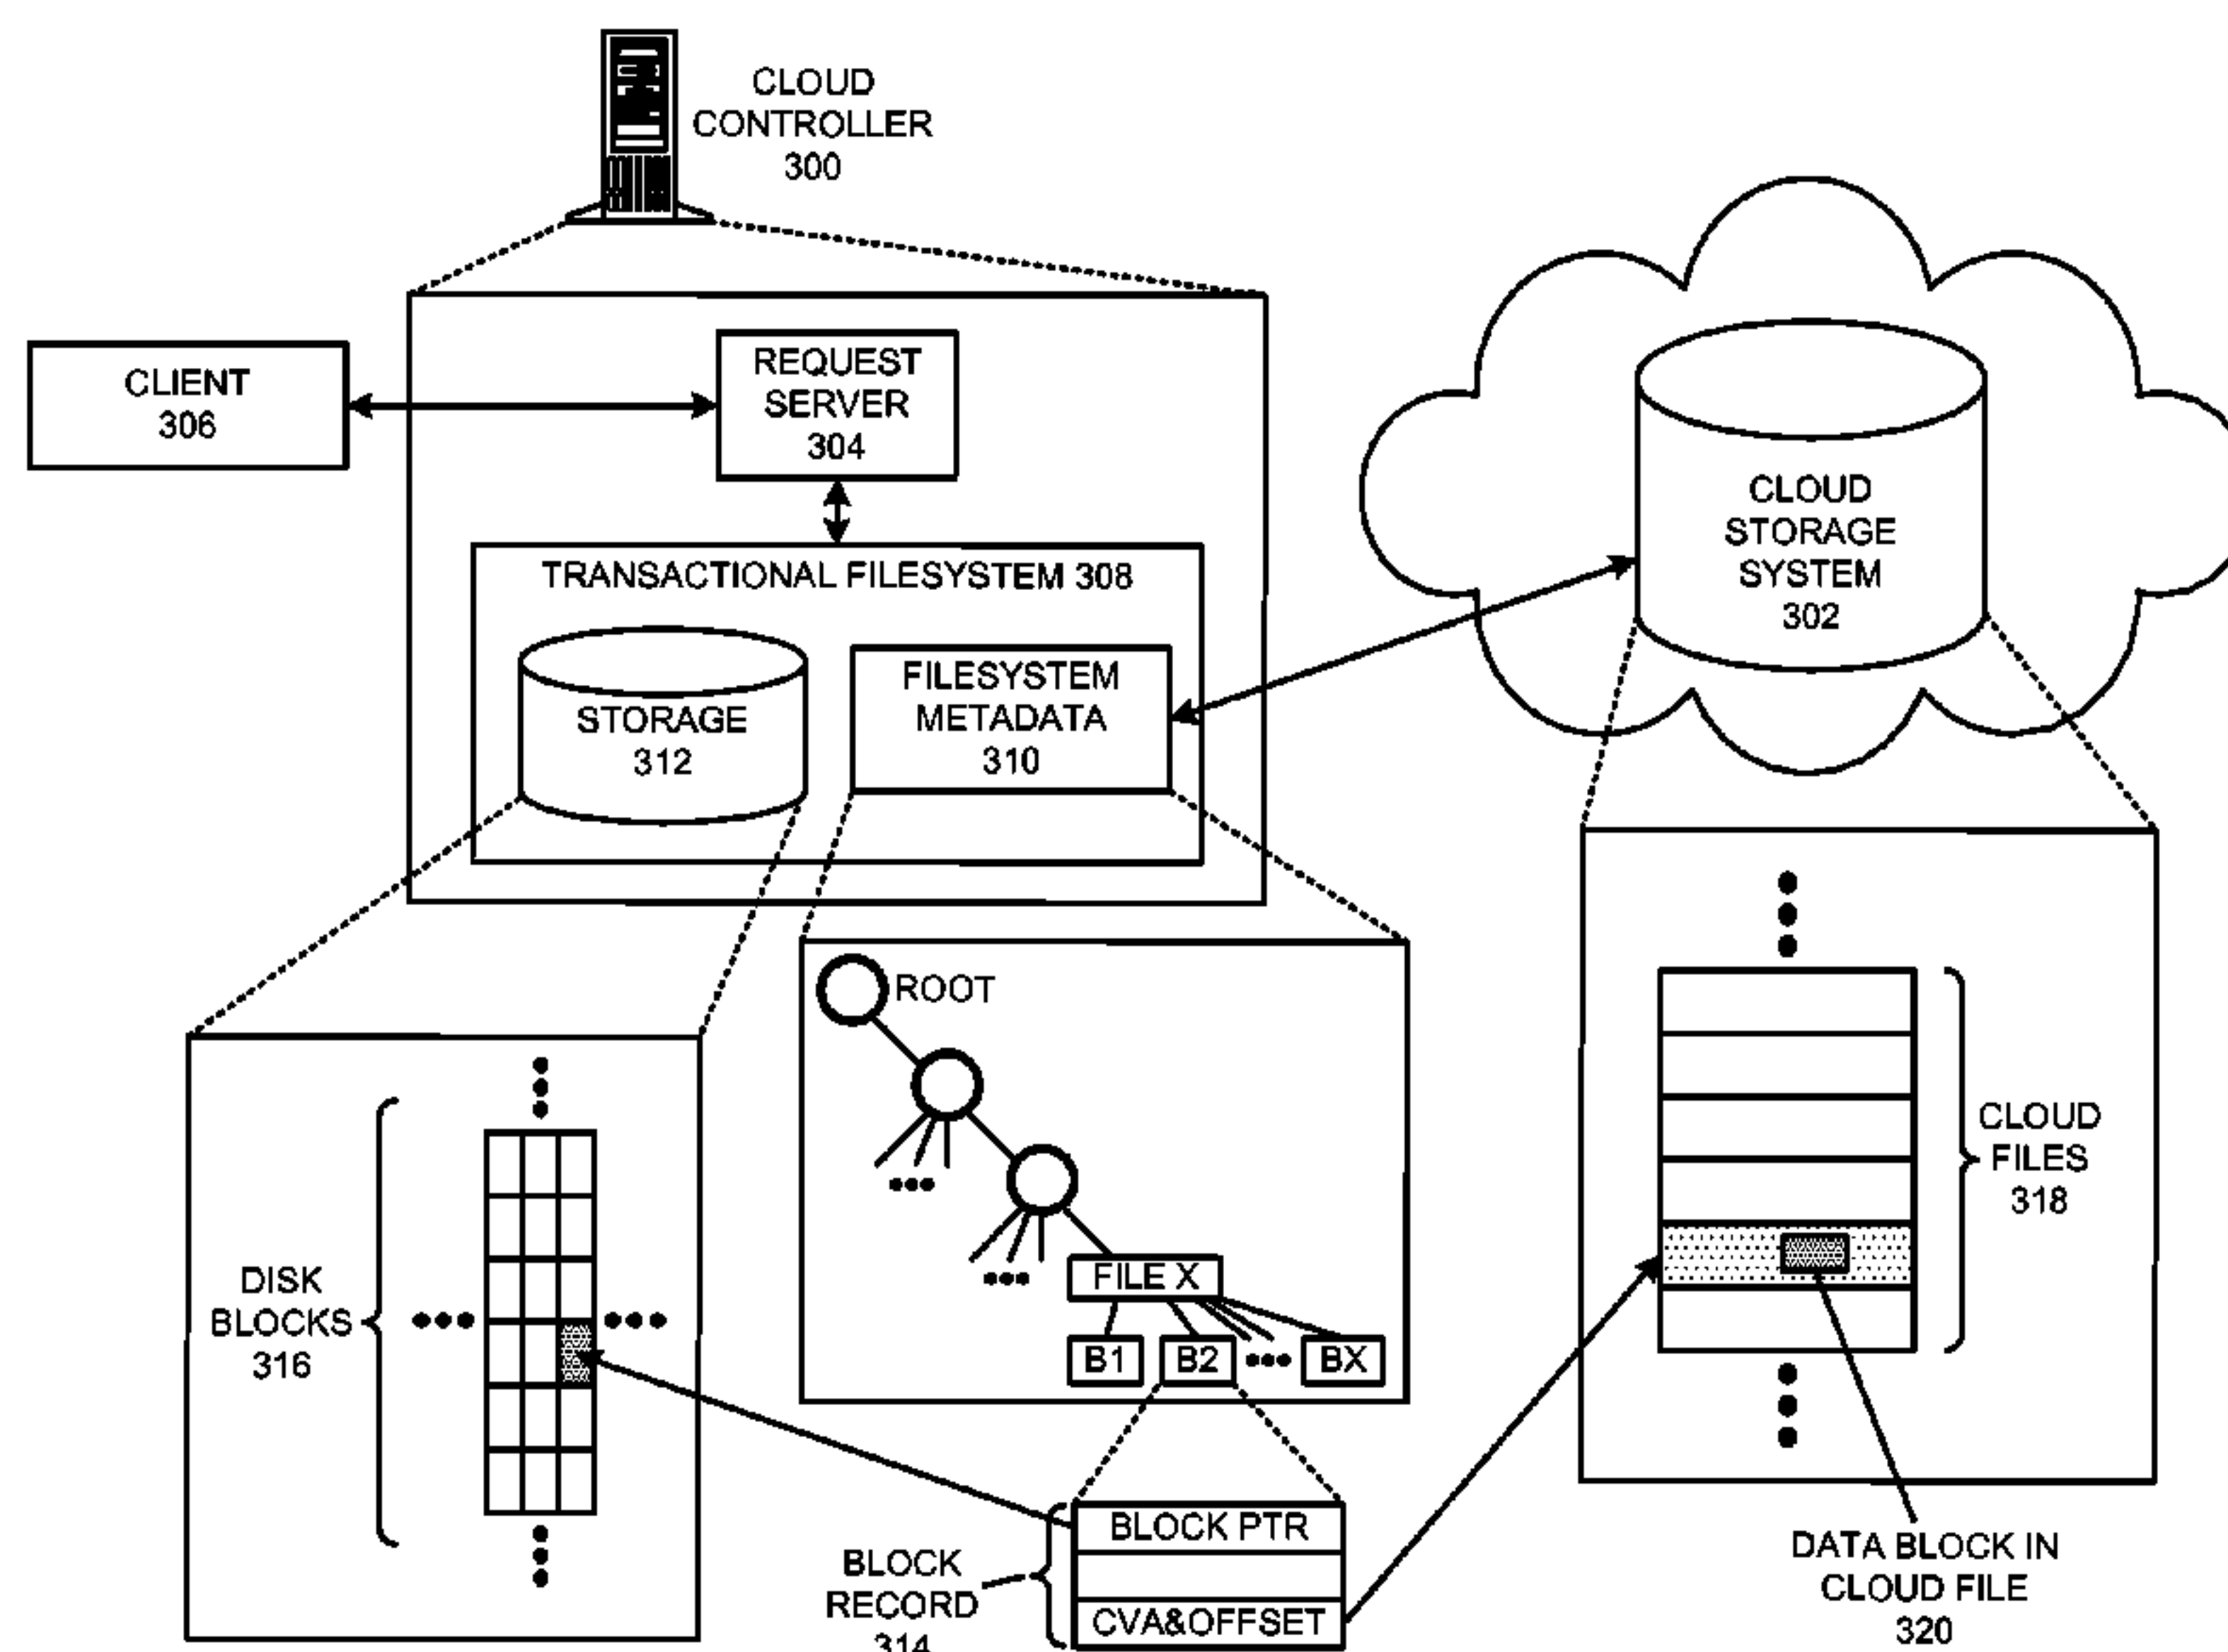 CLOUD
CONTROLLER
300
CLIENT
306
REQUEST
SERVER
304
TRANSACTIONAL FILESYSTEM 308
STORAGE
312
FILESYSTEM
METADATA
310
CLOUD
STORAGE
SYSTEM
302
ROOT
FILE X
B1
B2
BX
DISK
BLOCKS
316
CLOUD
FILES
318
BLOCK
RECORD
314
BLOCK PTR
CVA&OFFSET
DATA BLOCK IN
CLOUD FILE
320